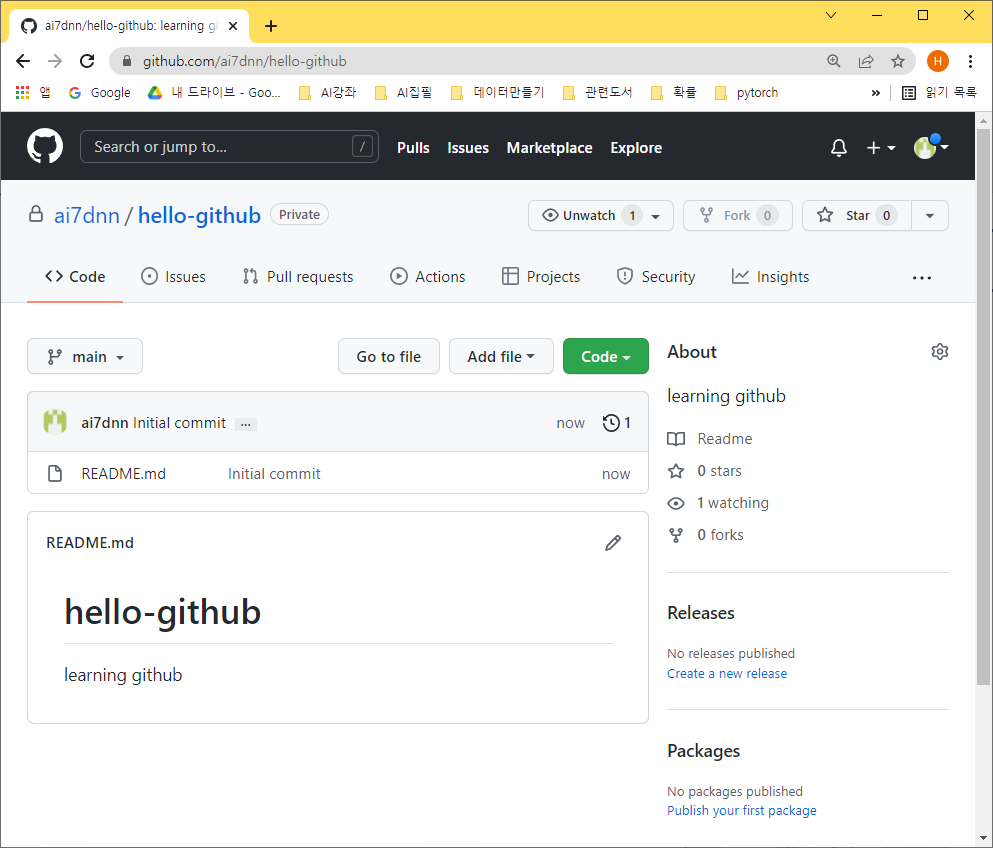 ai7dnn/hello-github: learning gi
github.com/ai7dnn/hello-github
H
앱 Google 내 드라이브 - Goo... AI강좌 AI집필 데이터만들기 관련도서 확률 pytorch » 읽기 목록
Search or jump to... / Pulls Issues Marketplace Explore
ai7dnn / hello-github Private Unwatch 1 Fork 0 Star 0
<> Code Issues Pull requests Actions Projects Security Insights ...
main Go to file Add file Code
ai7dnn Initial commit ... now 1
README.md Initial commit now
README.md
hello-github
learning github
About
learning github
Readme
0 stars
1 watching
0 forks
Releases
No releases published
Create a new release
Packages
No packages published
Publish your first package